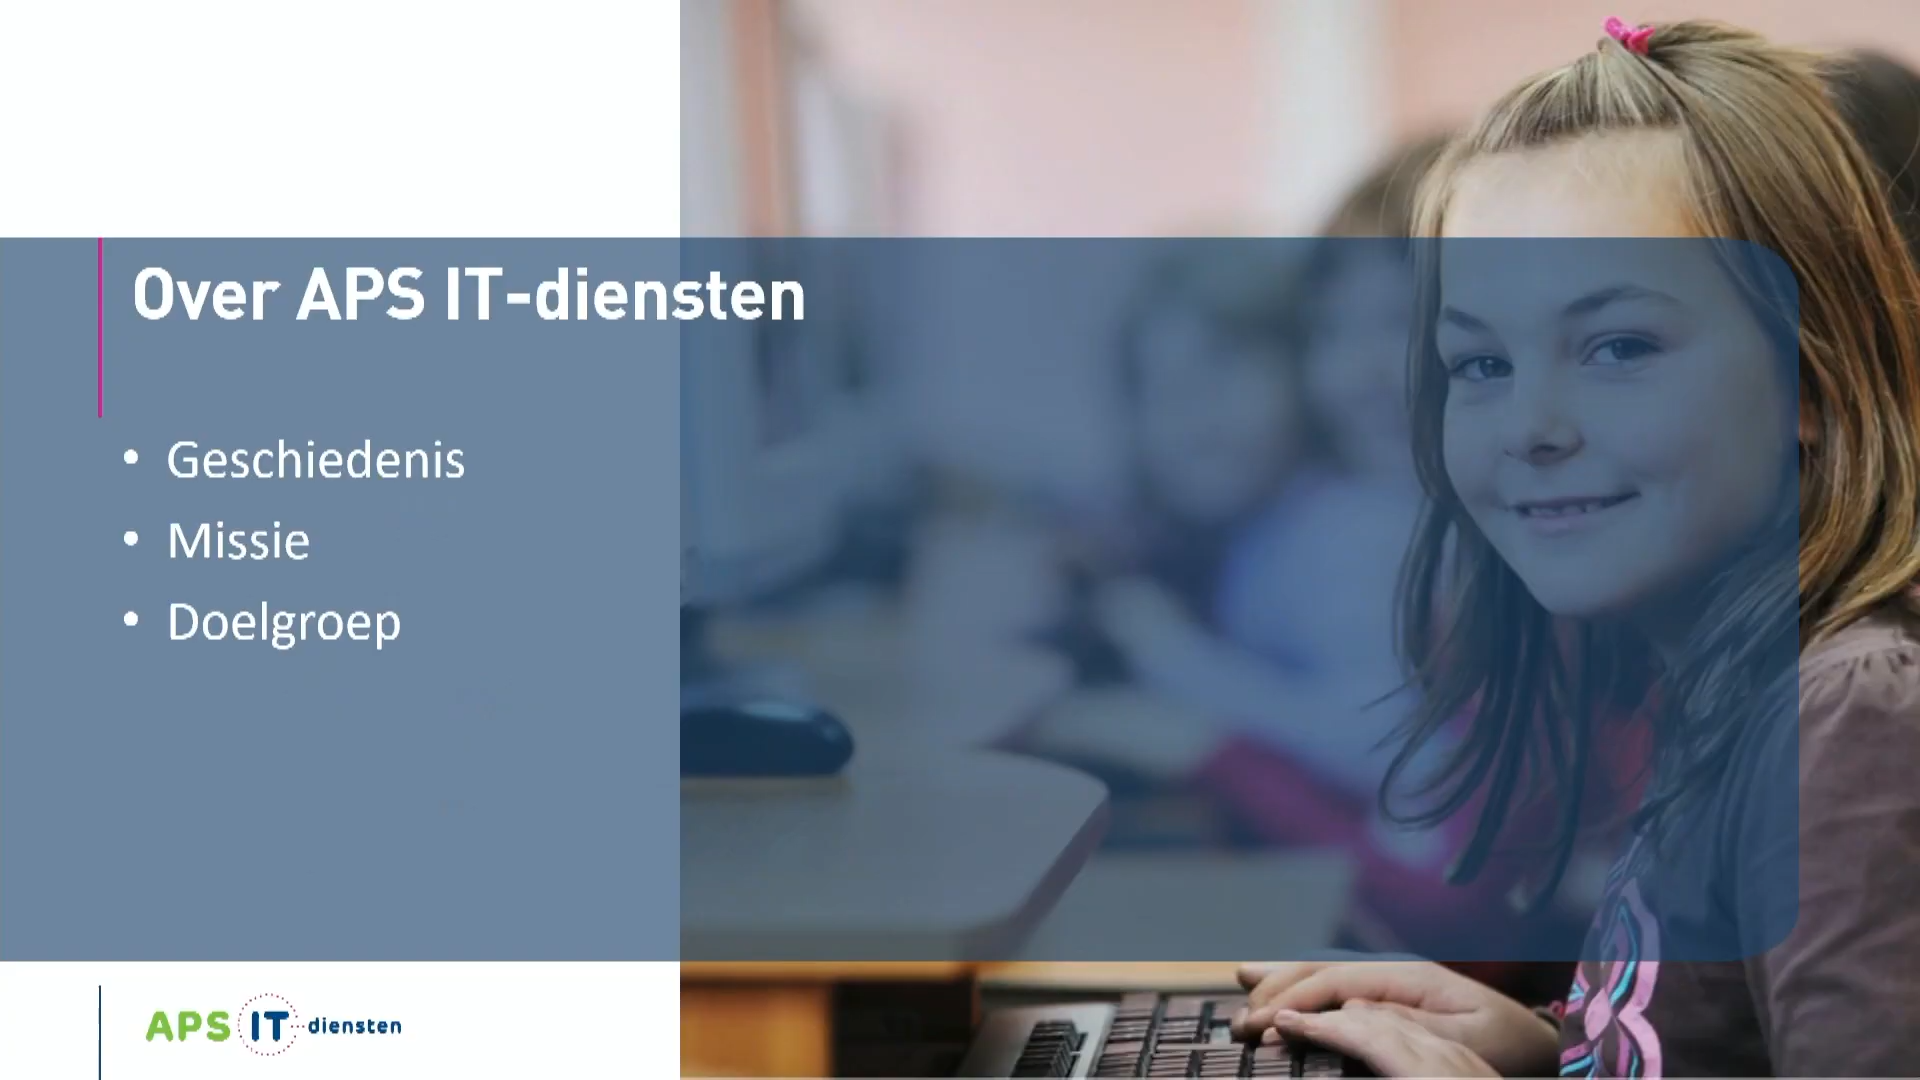 Over APS IT-diensten
• Geschiedenis
• Missie
• Doelgroep
APS IT diensten